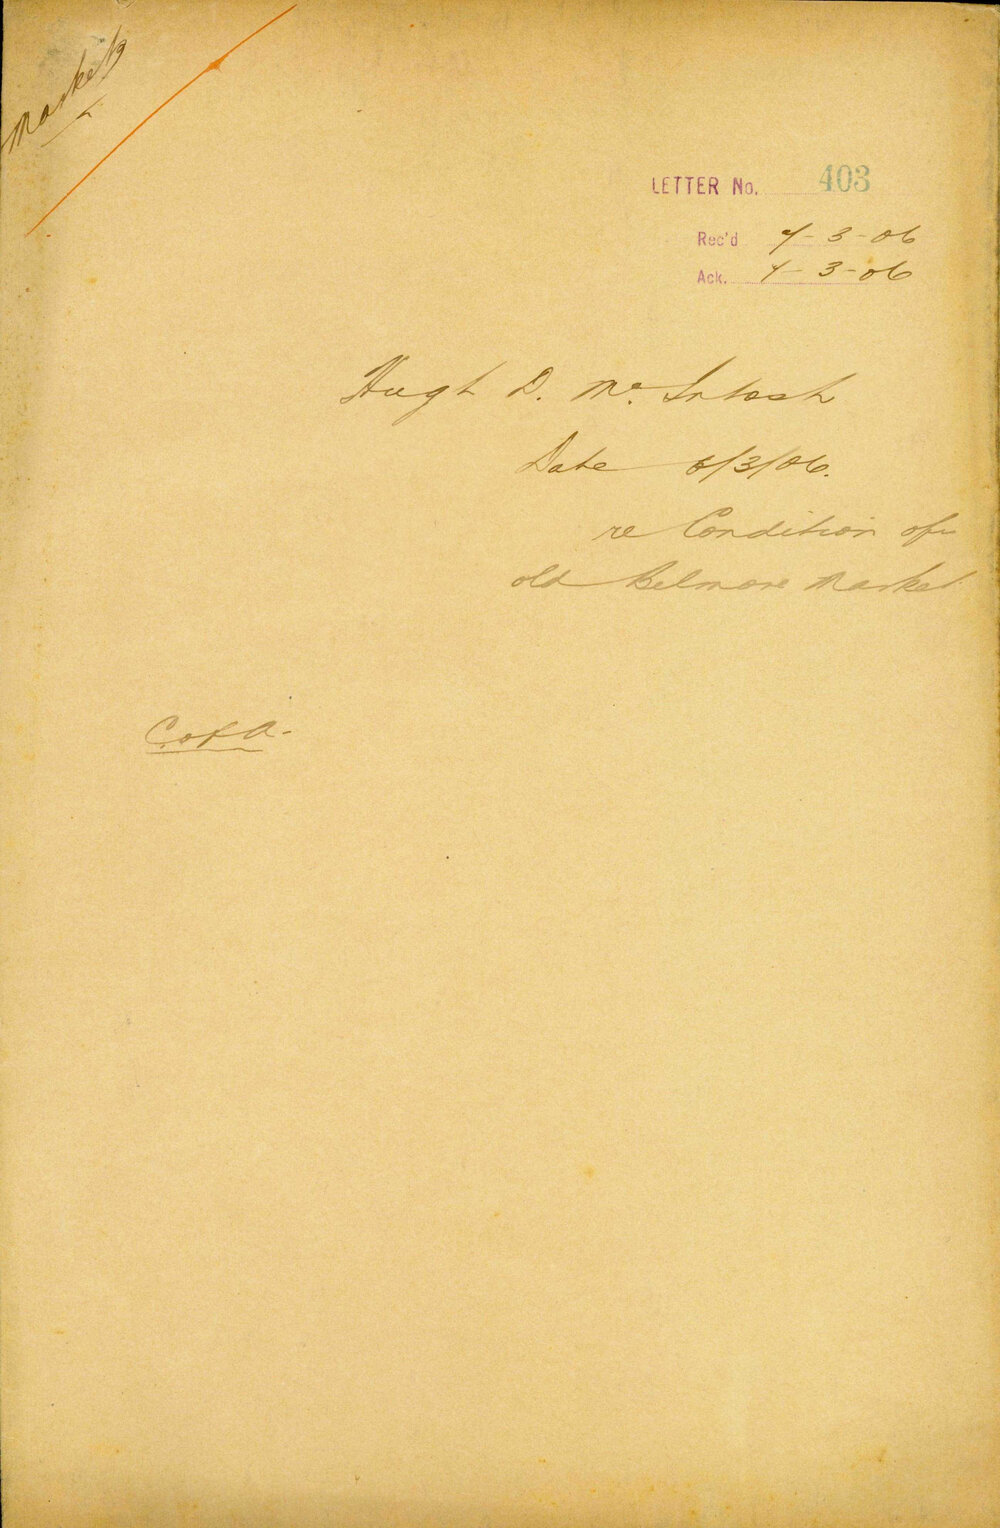 Markets
LETTER No. 403
Rec'd 7-3-06
Ack. 7-3-06
Hugh D. McIntosh
Date 6/3/06.
re Condition of
old Belmore Market
C. of A.